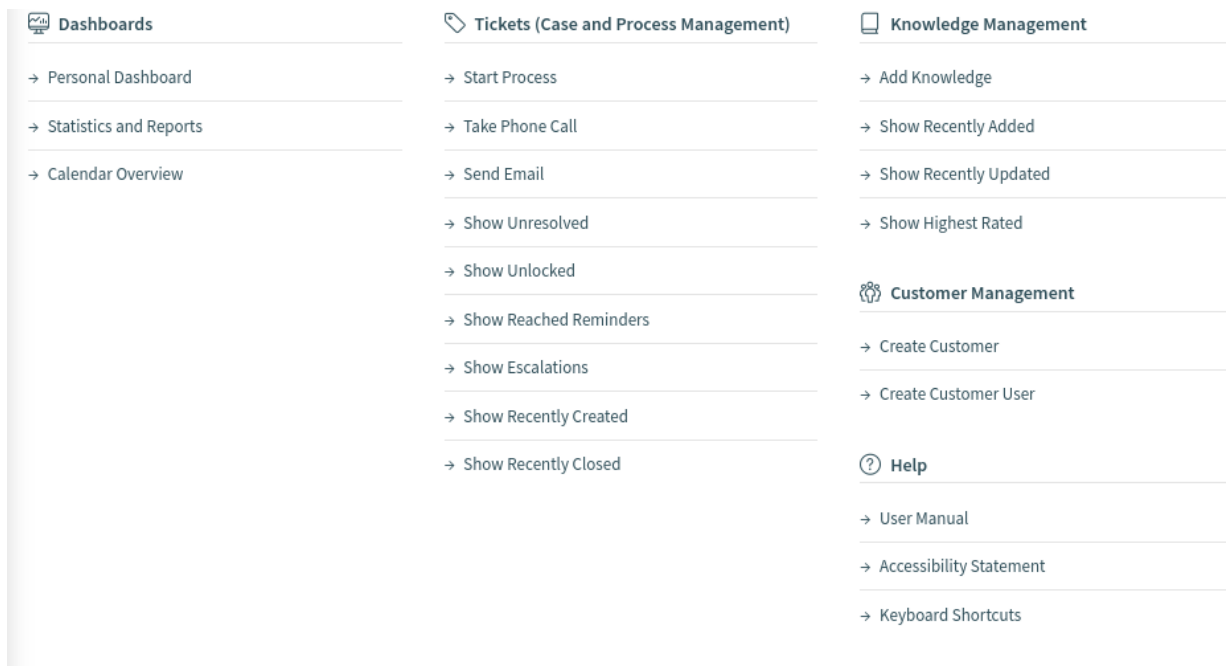 Dashboards
Personal Dashboard
Statistics and Reports
Calendar Overview
Tickets (Case and Process Management)
Start Process
Take Phone Call
Send Email
Show Unresolved
Show Unlocked
Show Reached Reminders
Show Escalations
Show Recently Created
Show Recently Closed
Knowledge Management
Add Knowledge
Show Recently Added
Show Recently Updated
Show Highest Rated
Customer Management
Create Customer
Create Customer User
Help
User Manual
Accessibility Statement
Keyboard Shortcuts